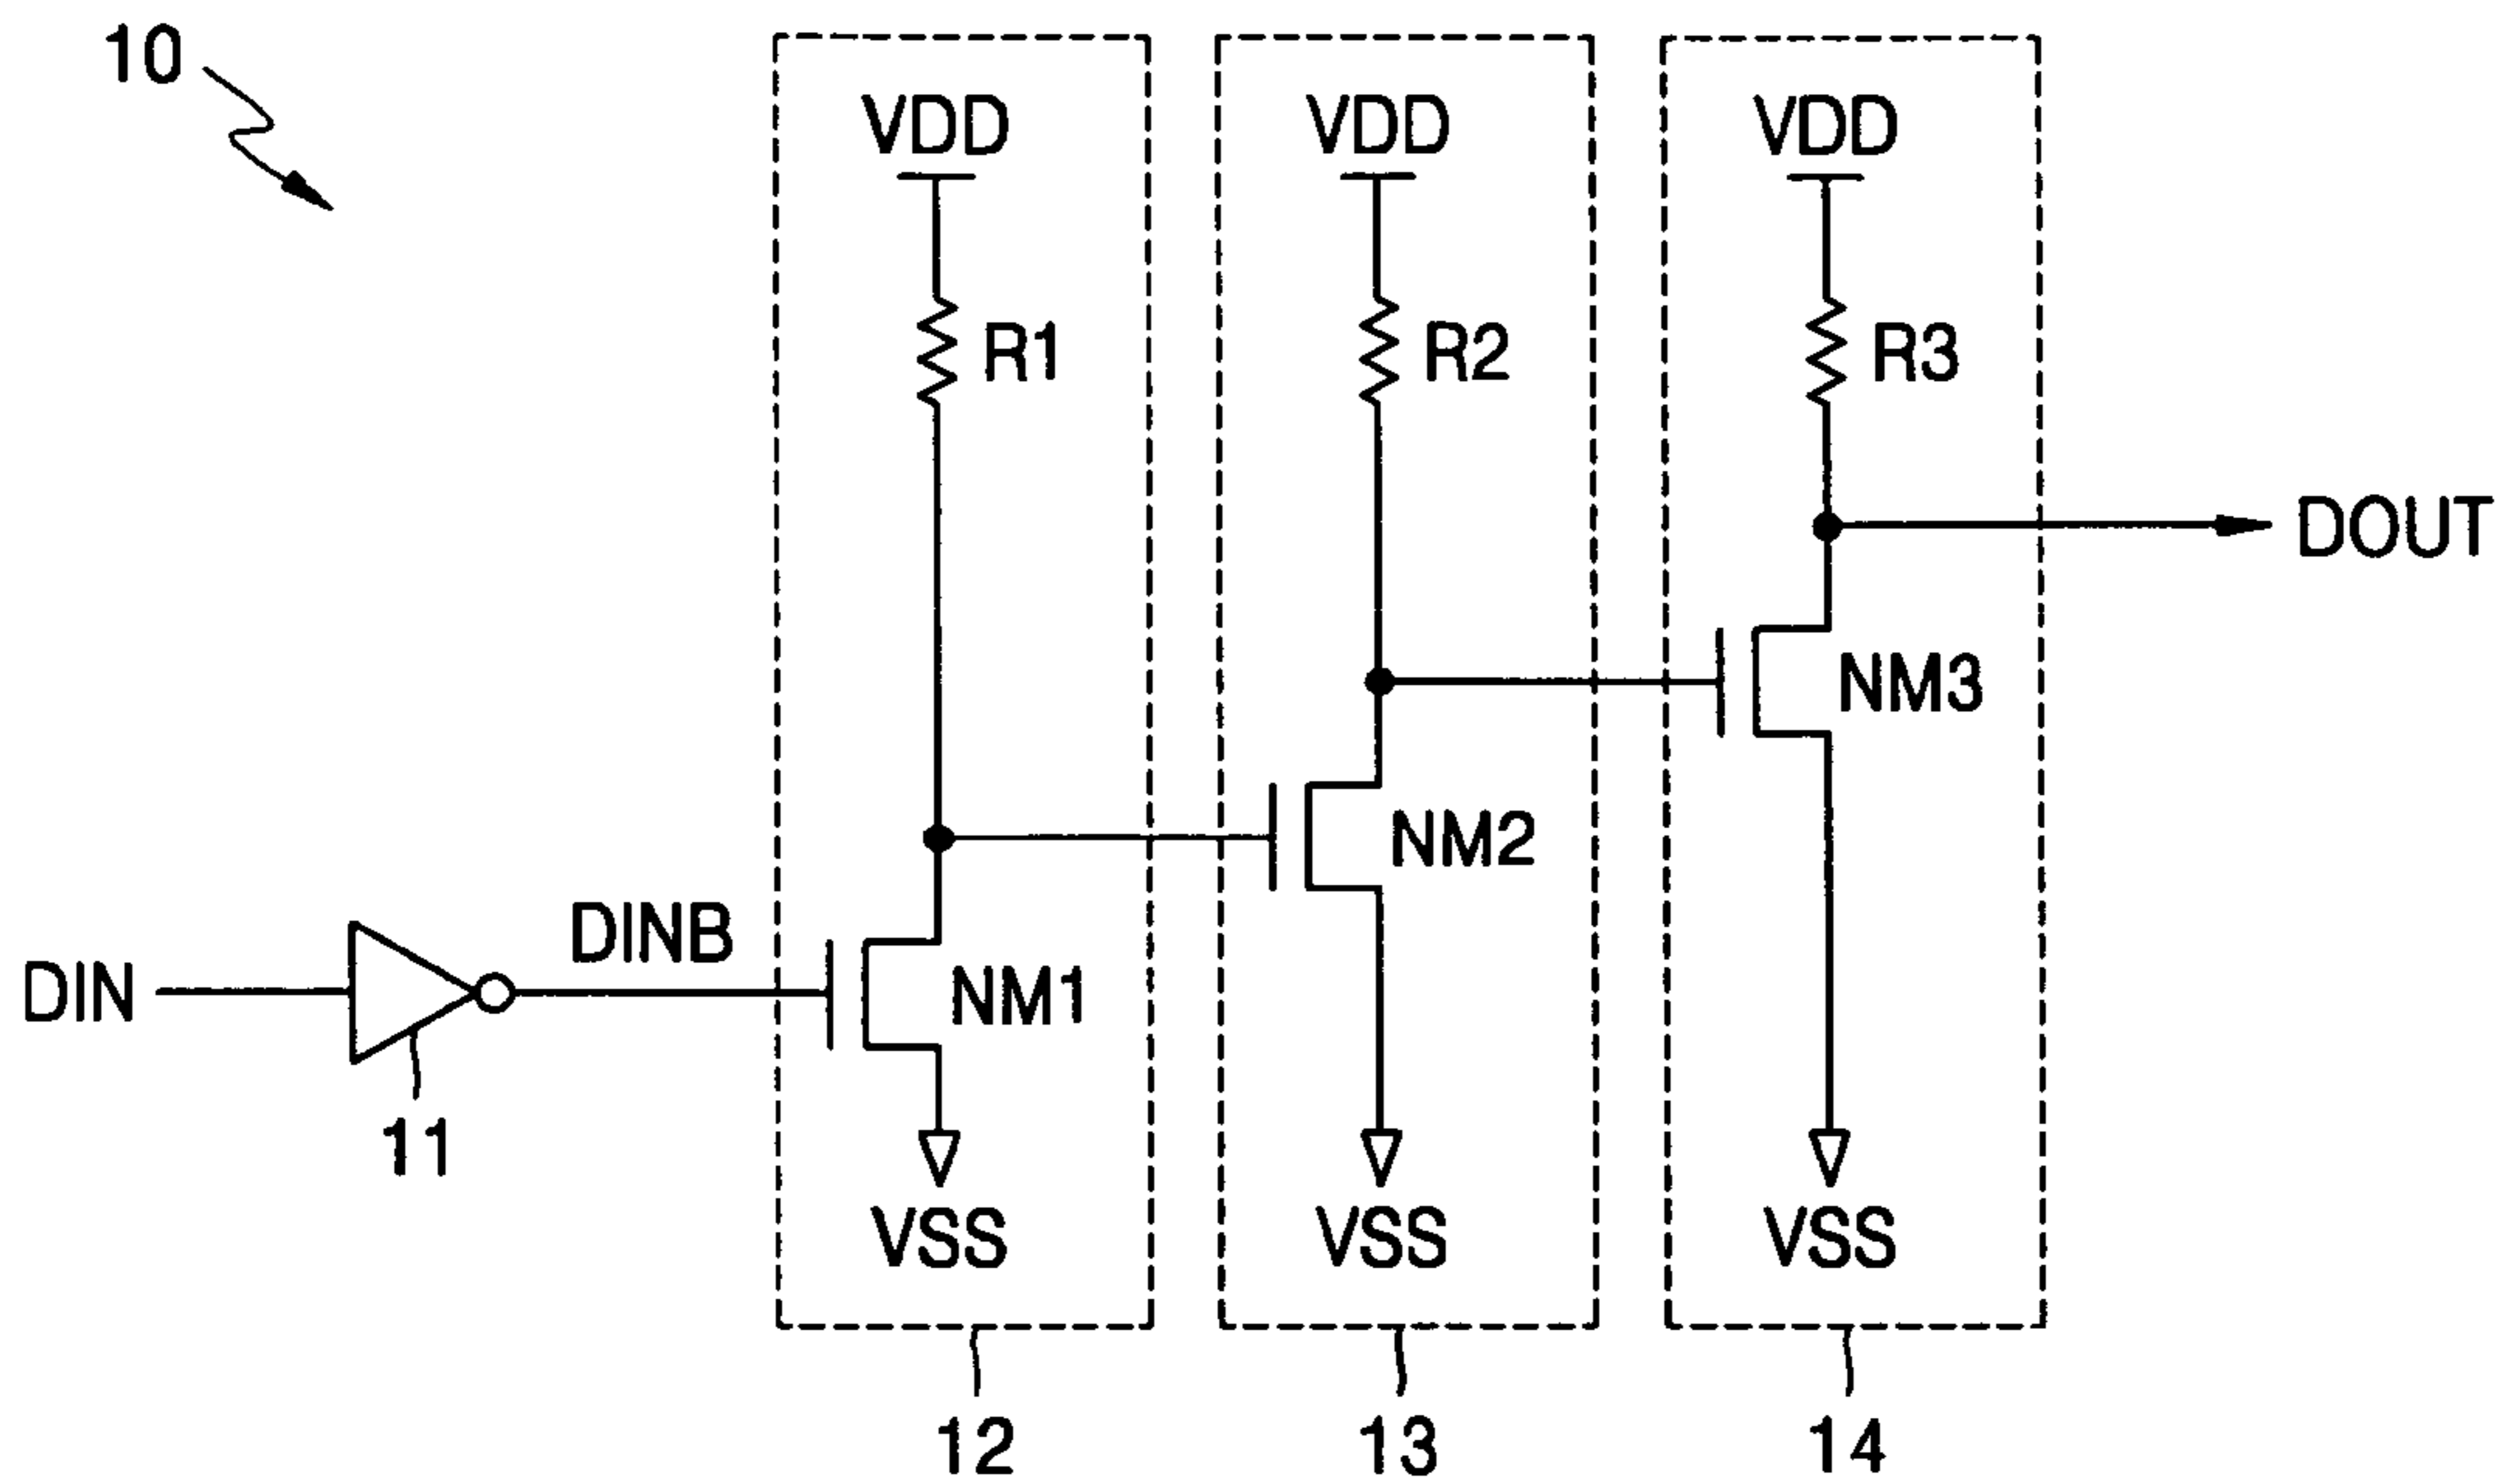 10
VDD
VDD
VDD
R1
R2
R3
DOUT
NM3
NM2
DINB
DIN
NM1
11
VSS
VSS
VSS
12
13
14